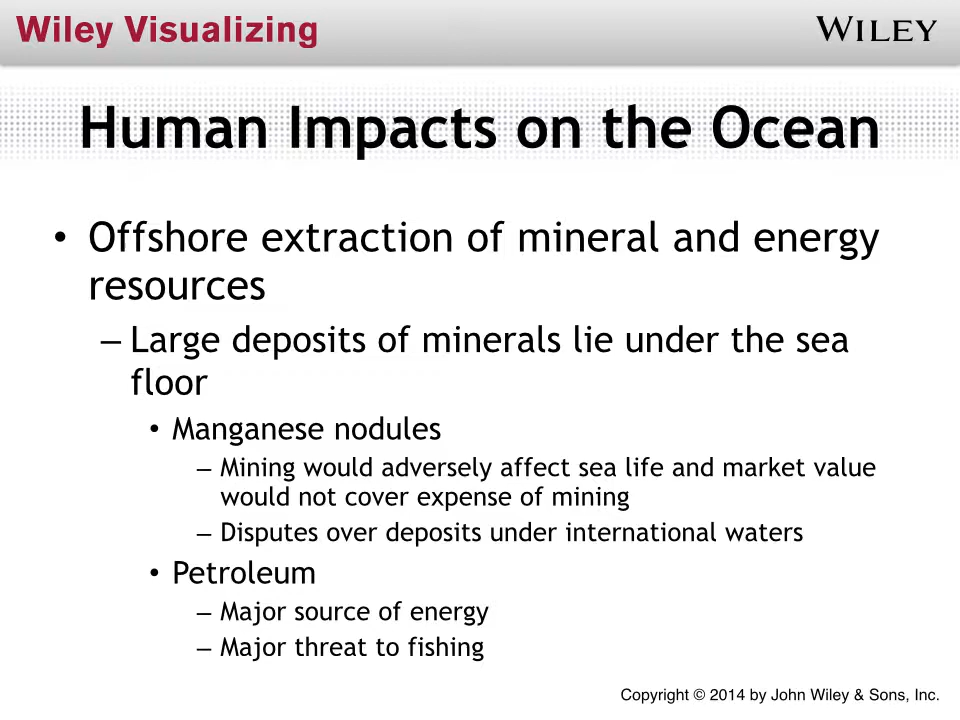 Wiley Visualizing
WILEY
Human Impacts on the Ocean
• Offshore extraction of mineral and energy
resources
– Large deposits of minerals lie under the sea
floor
• Manganese nodules
– Mining would adversely affect sea life and market value
would not cover expense of mining
– Disputes over deposits under international waters
• Petroleum
– Major source of energy
– Major threat to fishing
Copyright © 2014 by John Wiley & Sons, Inc.